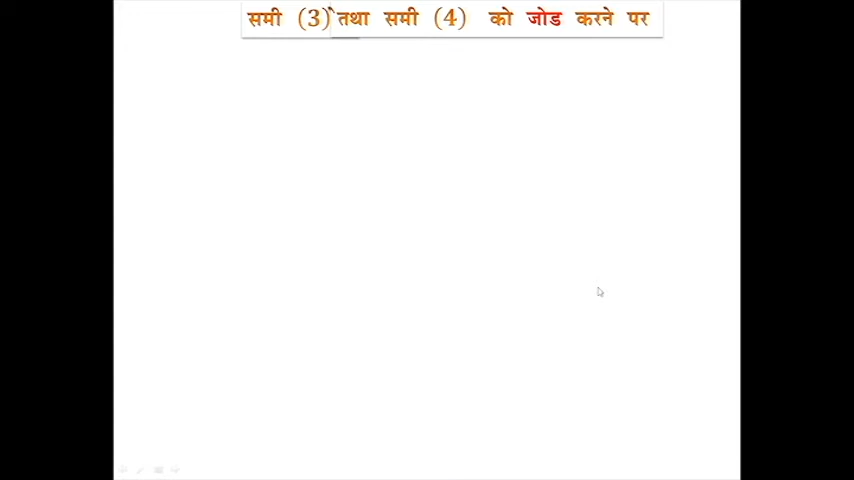 समी (3) तथा समी (4) को जोड करने पर